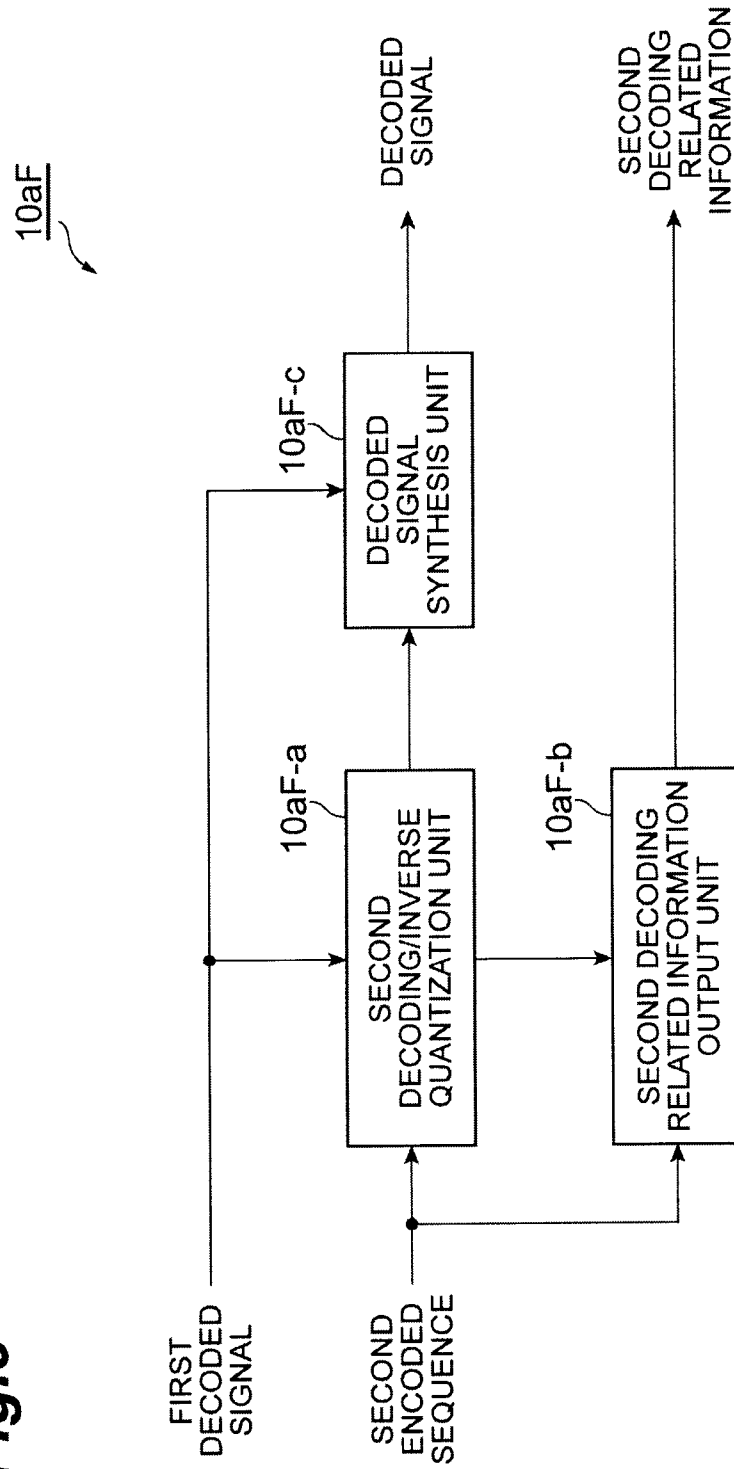 10aF
FIRST
DECODED
SIGNAL
10aF-a
SECOND
DECODING/INVERSE
QUANTIZATION UNIT
10aF-c
DECODED
SIGNAL
SYNTHESIS UNIT
DECODED
SIGNAL
SECOND
ENCODED
SEQUENCE
10aF-b
SECOND DECODING
RELATED INFORMATION
OUTPUT UNIT
SECOND
DECODING
RELATED
INFORMATION